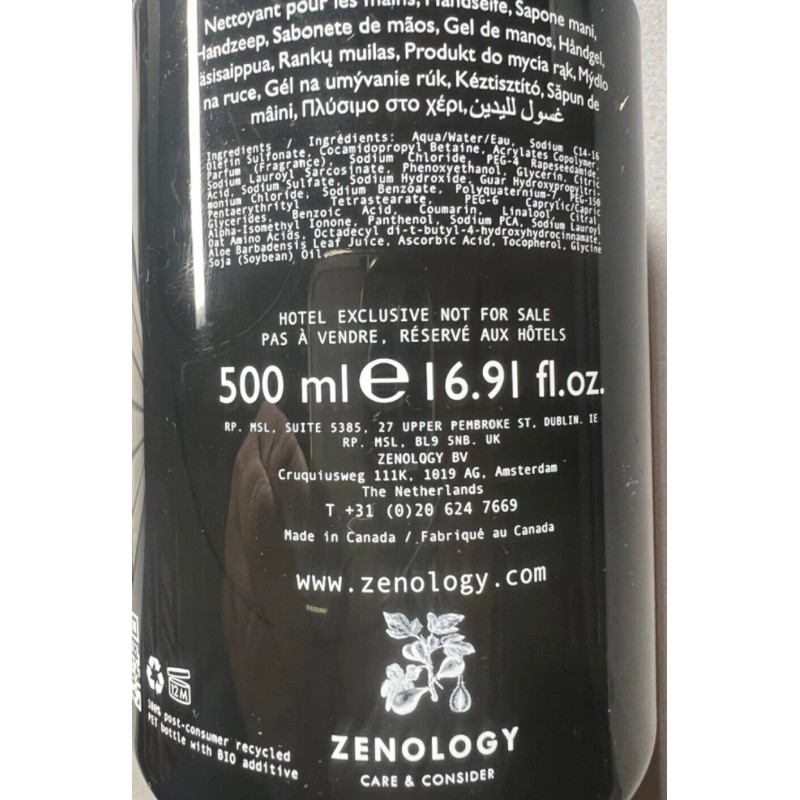 Nettoyant pour les mains, Handseife, Sapone mani,
Handzeep, Sabonete de mãos, Gel de manos, Håndgel,
äsisaippua, Rankų muilas, Produkt do mycia rąk, Mýdlo
na ruce, Gél na umývanie rúk, Kéztisztító, Săpun de
mâini, Πλύσιμο στο χέρι, غسول لليدين
Ingredients / Ingrédients: Aqua/Water/Eau, Sodium C14-16
Olefin Sulfonate, Cocamidopropyl Betaine, Acrylates Copolymer,
Parfum (Fragrance), Sodium Chloride, PEG-4 Rapeseedamide,
Sodium Lauroyl Sarcosinate, Phenoxyethanol, Glycerin, Citric
Acid, Sodium Sulfate, Sodium Hydroxide, Guar Hydroxypropyltri-
monium Chloride, Sodium Benzoate, Polyquaternium-7, PEG-150
Pentaerythrityl Tetrastearate, PEG-6 Caprylic/Capric
Glycerides, Benzoic Acid, Coumarin, Linalool, Citral,
Alpha-Isomethyl Ionone, Panthenol, Sodium PCA, Sodium Lauroyl
Oat Amino Acids, Octadecyl di-t-butyl-4-hydroxyhydrocinnamate,
Aloe Barbadensis Leaf Juice, Ascorbic Acid, Tocopherol, Glycine
Soja (Soybean) Oil
HOTEL EXCLUSIVE NOT FOR SALE
PAS À VENDRE, RÉSERVÉ AUX HÔTELS
500 ml e 16.91 fl.oz.
RP. MSL, SUITE 5385, 27 UPPER PEMBROKE ST, DUBLIN. IE
RP. MSL, BL9 5NB. UK
ZENOLOGY BV
Cruquiusweg 111K, 1019 AG, Amsterdam
The Netherlands
T +31 (0)20 624 7669
Made in Canada / Fabriqué au Canada
www.zenology.com
12M
100% post-consumer recycled
PET bottle with BIO additive
ZENOLOGY
CARE & CONSIDER